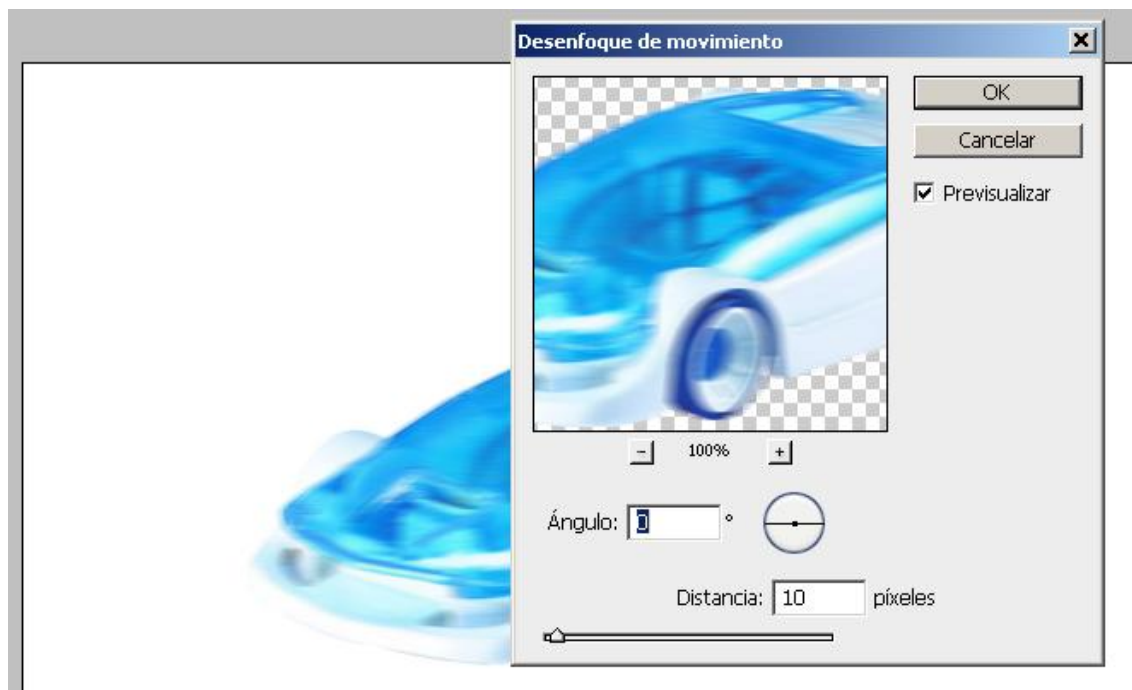 Desenfoque de movimiento
OK
Cancelar
Previsualizar
- 100% +
Ángulo: 0 °
Distancia: 10 píxeles